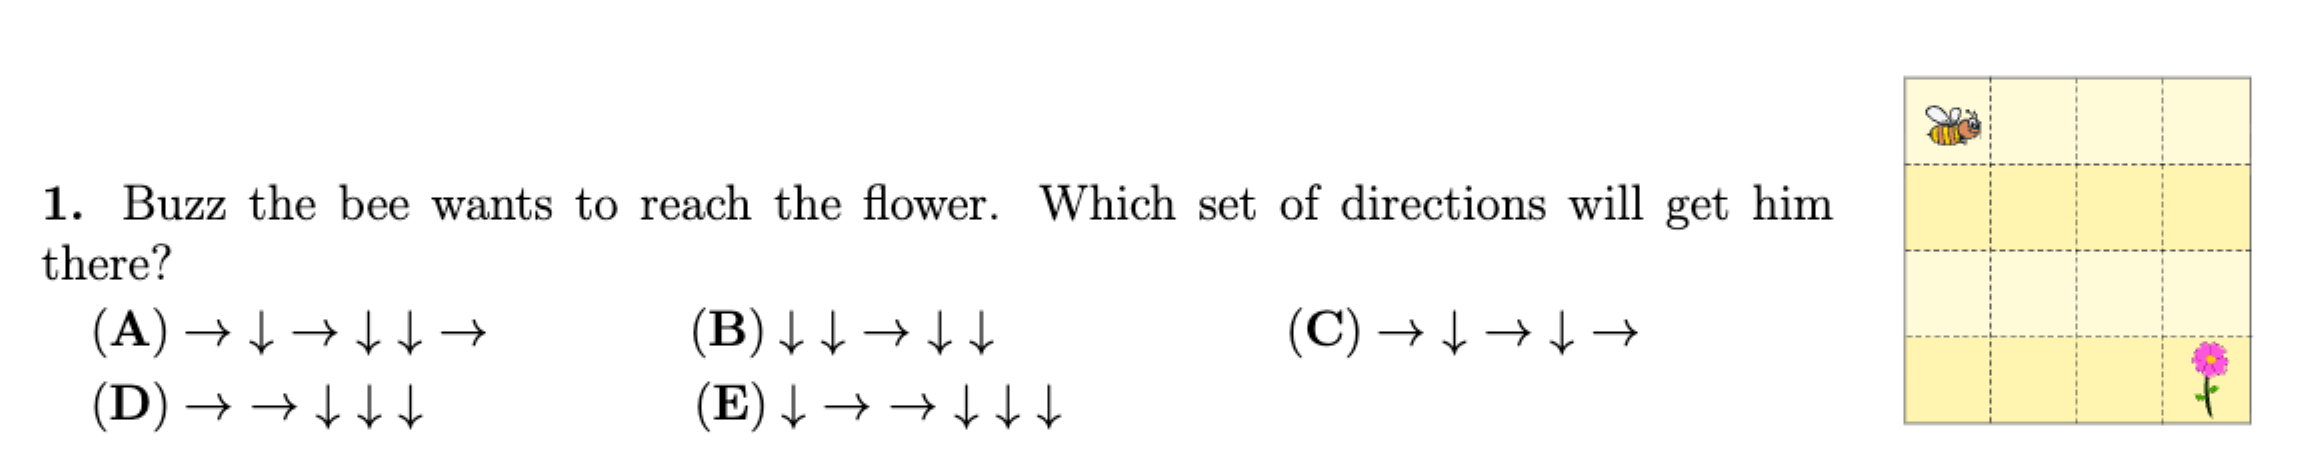 1. Buzz the bee wants to reach the flower. Which set of directions will get him
there?
(A) → ↓ → ↓ ↓ → (B) ↓ ↓ → ↓ ↓ (C) → ↓ → ↓ →
(D) → → ↓ ↓ ↓ (E) ↓ → → ↓ ↓ ↓